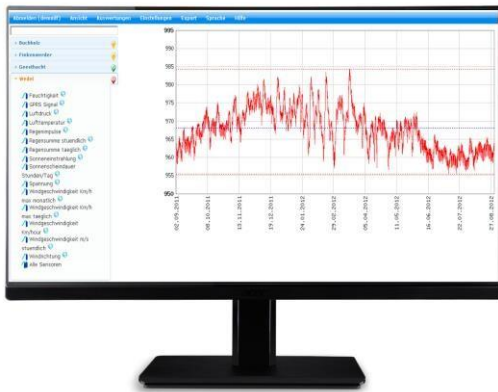 Abmelden (demo01) Ansicht Auswertungen Einstellungen Export Sprache Hilfe
Buchholz
Finkenwerder
Geesthacht
Feuchtigkeit
GPRS Signal
Luftdruck
Lufttemperatur
Regenimpulse
Regensumme stuendlich
Regensumme taeglich
Sonneneinstrahlung
Sonnenscheindauer
Stunden/Tag
Spannung
Windgeschwindigkeit Km/h
max monatlich
Windgeschwindigkeit Km/h
max taeglich
Windgeschwindigkeit
Km/hour
Windgeschwindigkeit m/s
stuendlich
Windrichtung
Alle Sensoren
995
990
985
980
970
960
955
950
02.09.2011
08.10.2011
13.11.2011
19.12.2011
24.01.2012
29.02.2012
05.04.2012
11.05.2012
16.06.2012
22.07.2012
27.08.2012